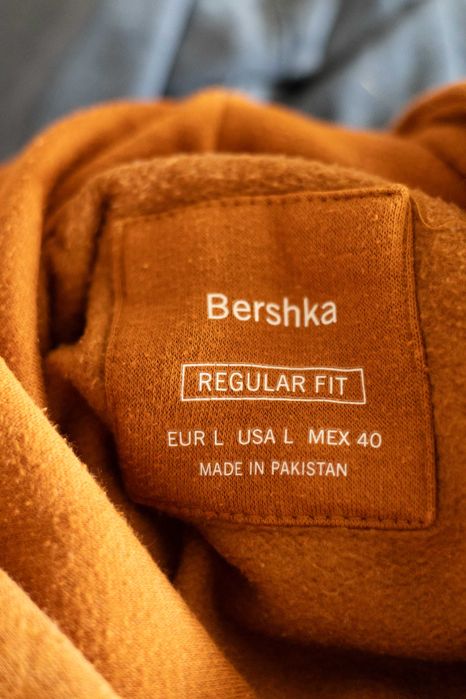 Bershka
REGULAR FIT
EUR L USA L MEX 40
MADE IN PAKISTAN